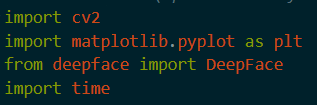 import cv2
import matplotlib.pyplot as plt
from deepface import DeepFace
import time